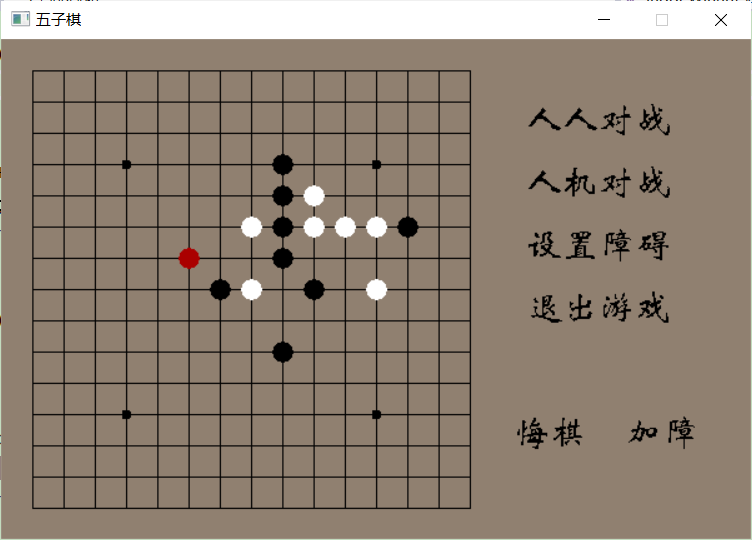 五子棋
人人对战
人机对战
设置障碍
退出游戏
悔棋 加障